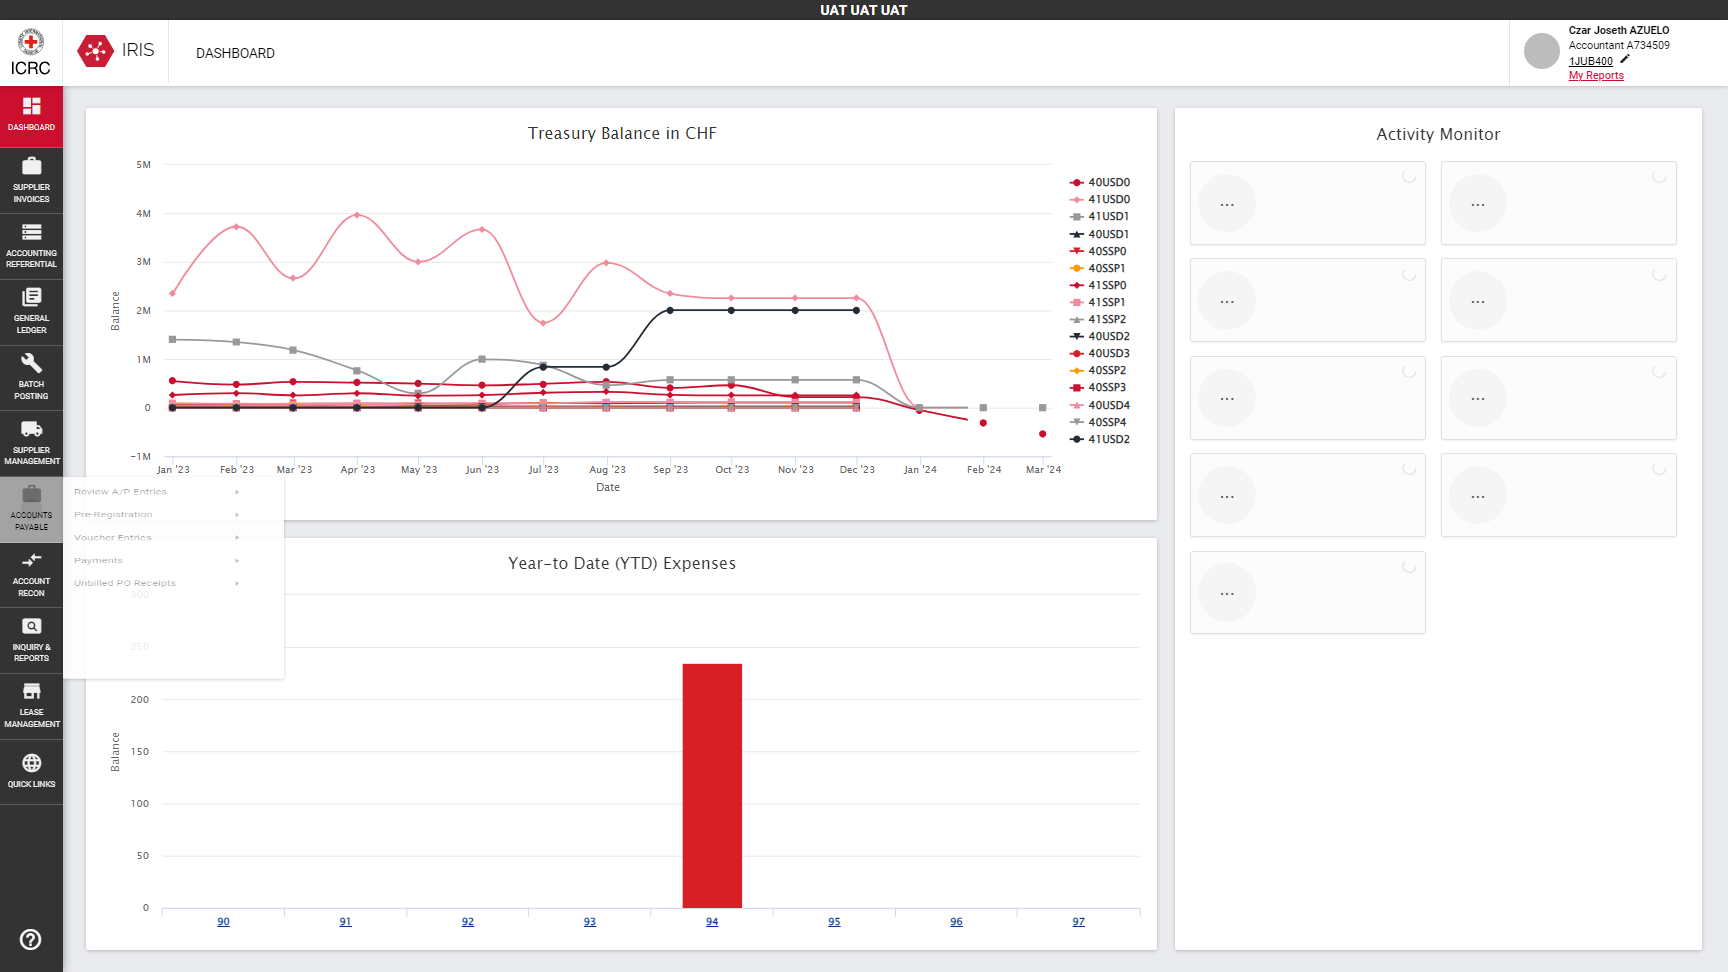 UAT UAT UAT
ICRC
IRIS
DASHBOARD
Czar Joseth AZUELO
Accountant A734509
1JUB400
My Reports
DASHBOARD
SUPPLIER
INVOICES
ACCOUNTING
REFERENTIAL
GENERAL
LEDGER
BATCH
POSTING
SUPPLIER
MANAGEMENT
ACCOUNTS
PAYABLE
ACCOUNT
RECON
INQUIRY &
REPORTS
LEASE
MANAGEMENT
QUICK LINKS
Review A/P Entries
Pre-Registration
Voucher Entries
Payments
Unbilled PO Receipts
Treasury Balance in CHF
Balance
5M
4M
3M
2M
1M
0
−1M
Jan '23 Feb '23 Mar '23 Apr '23 May '23 Jun '23 Jul '23 Aug '23 Sep '23 Oct '23 Nov '23 Dec '23 Jan '24 Feb '24 Mar '24
Date
40USD0
41USD0
41USD1
40USD1
40SSP0
40SSP1
41SSP0
41SSP1
41SSP2
40USD2
40USD3
40SSP2
40SSP3
40USD4
40SSP4
41USD2
Year-to Date (YTD) Expenses
Balance
300
250
200
150
100
50
0
90 91 92 93 94 95 96 97
Activity Monitor
... ...
... ...
... ...
... ...
...